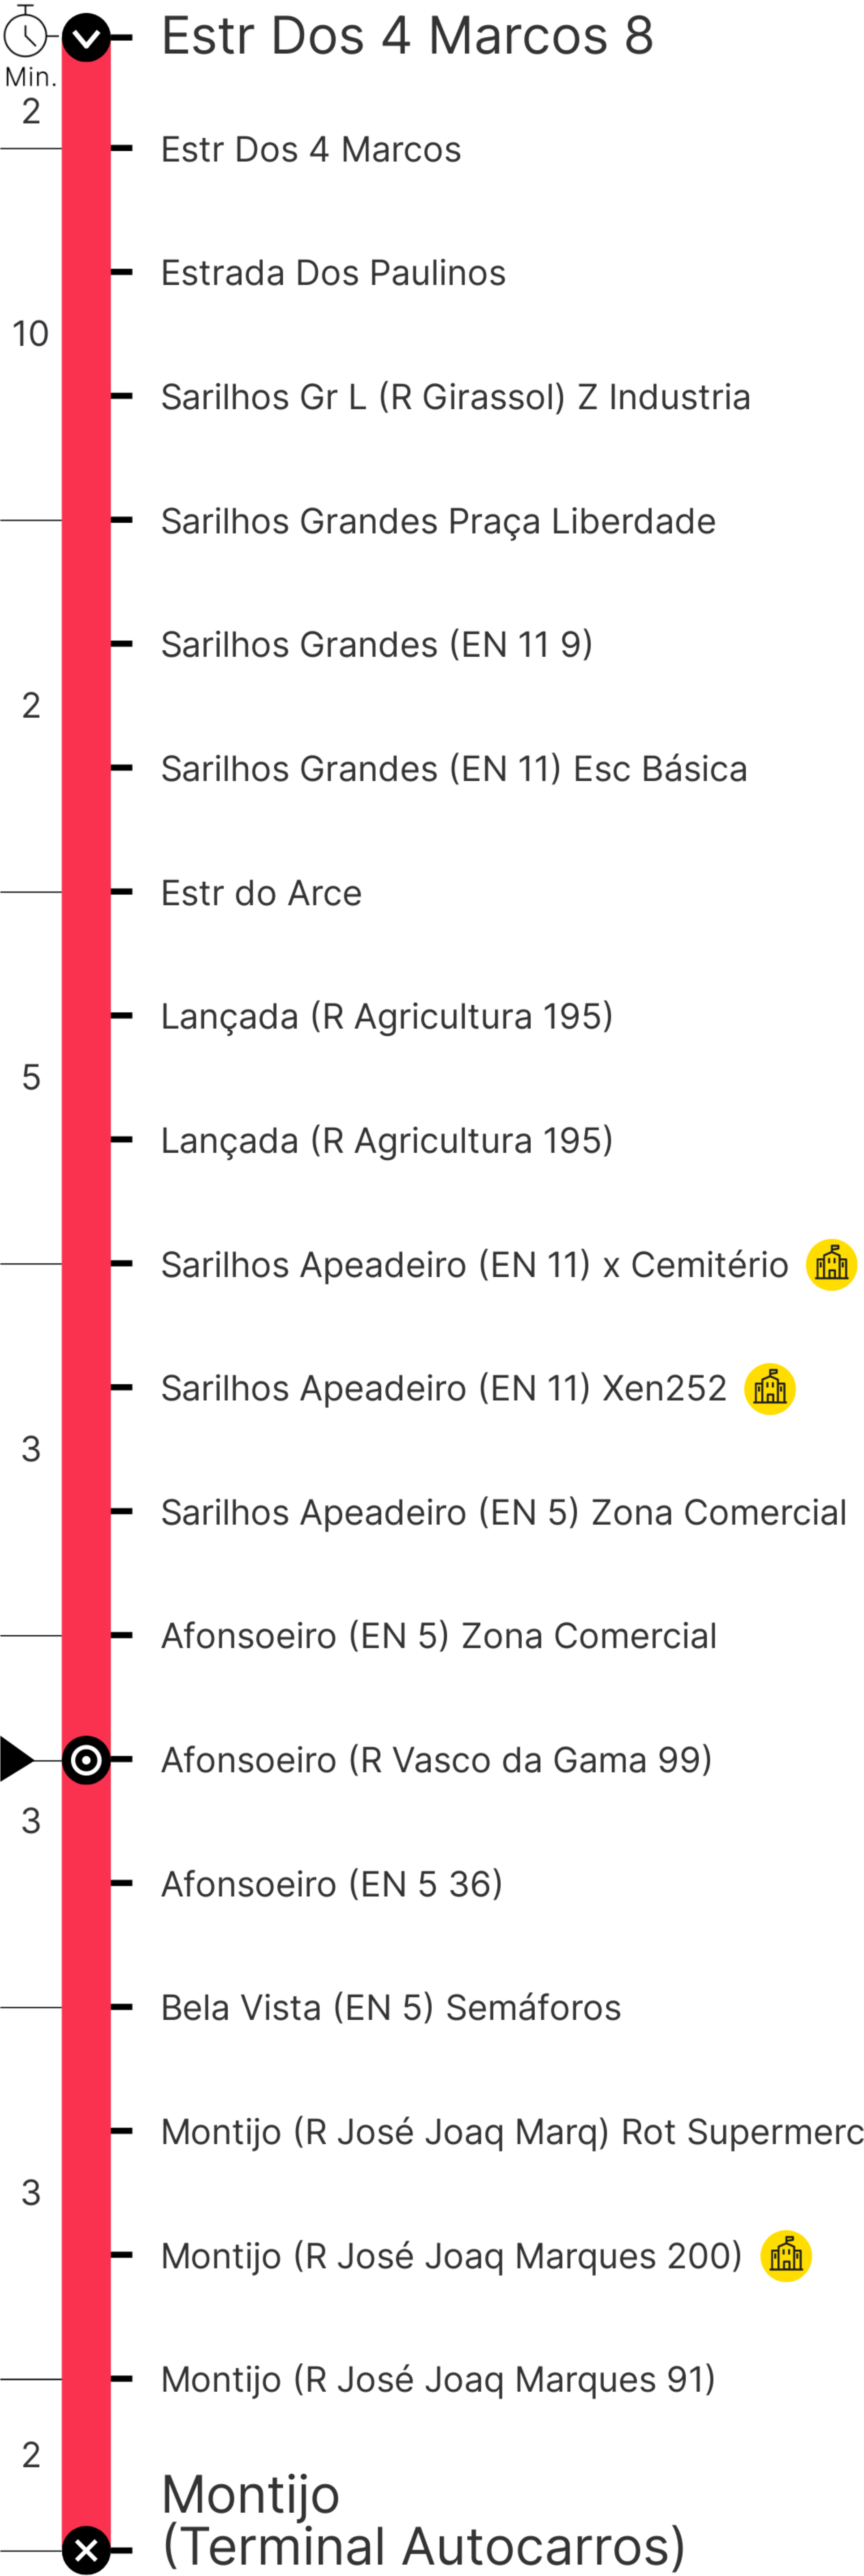 Estr Dos 4 Marcos 8
Min.
2
Estr Dos 4 Marcos
Estrada Dos Paulinos
10
Sarilhos Gr L (R Girassol) Z Industria
Sarilhos Grandes Praça Liberdade
Sarilhos Grandes (EN 11 9)
2
Sarilhos Grandes (EN 11) Esc Básica
Estr do Arce
Lançada (R Agricultura 195)
5
Lançada (R Agricultura 195)
Sarilhos Apeadeiro (EN 11) x Cemitério
Sarilhos Apeadeiro (EN 11) Xen252
3
Sarilhos Apeadeiro (EN 5) Zona Comercial
Afonsoeiro (EN 5) Zona Comercial
Afonsoeiro (R Vasco da Gama 99)
3
Afonsoeiro (EN 5 36)
Bela Vista (EN 5) Semáforos
Montijo (R José Joaq Marq) Rot Supermerc
3
Montijo (R José Joaq Marques 200)
Montijo (R José Joaq Marques 91)
2
Montijo
(Terminal Autocarros)